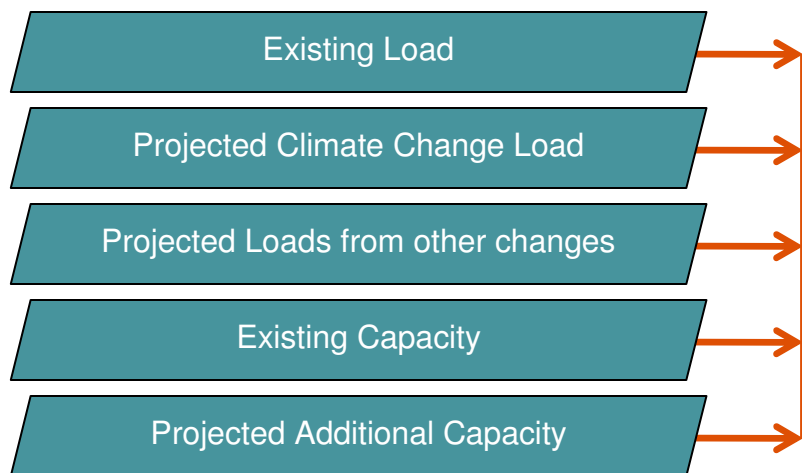 Existing Load
Projected Climate Change Load
Projected Loads from other changes
Existing Capacity
Projected Additional Capacity